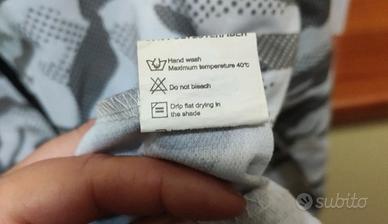 Hand wash
Maximum temperature 40℃
Do not bleach
Drip flat drying in
the shade
subito